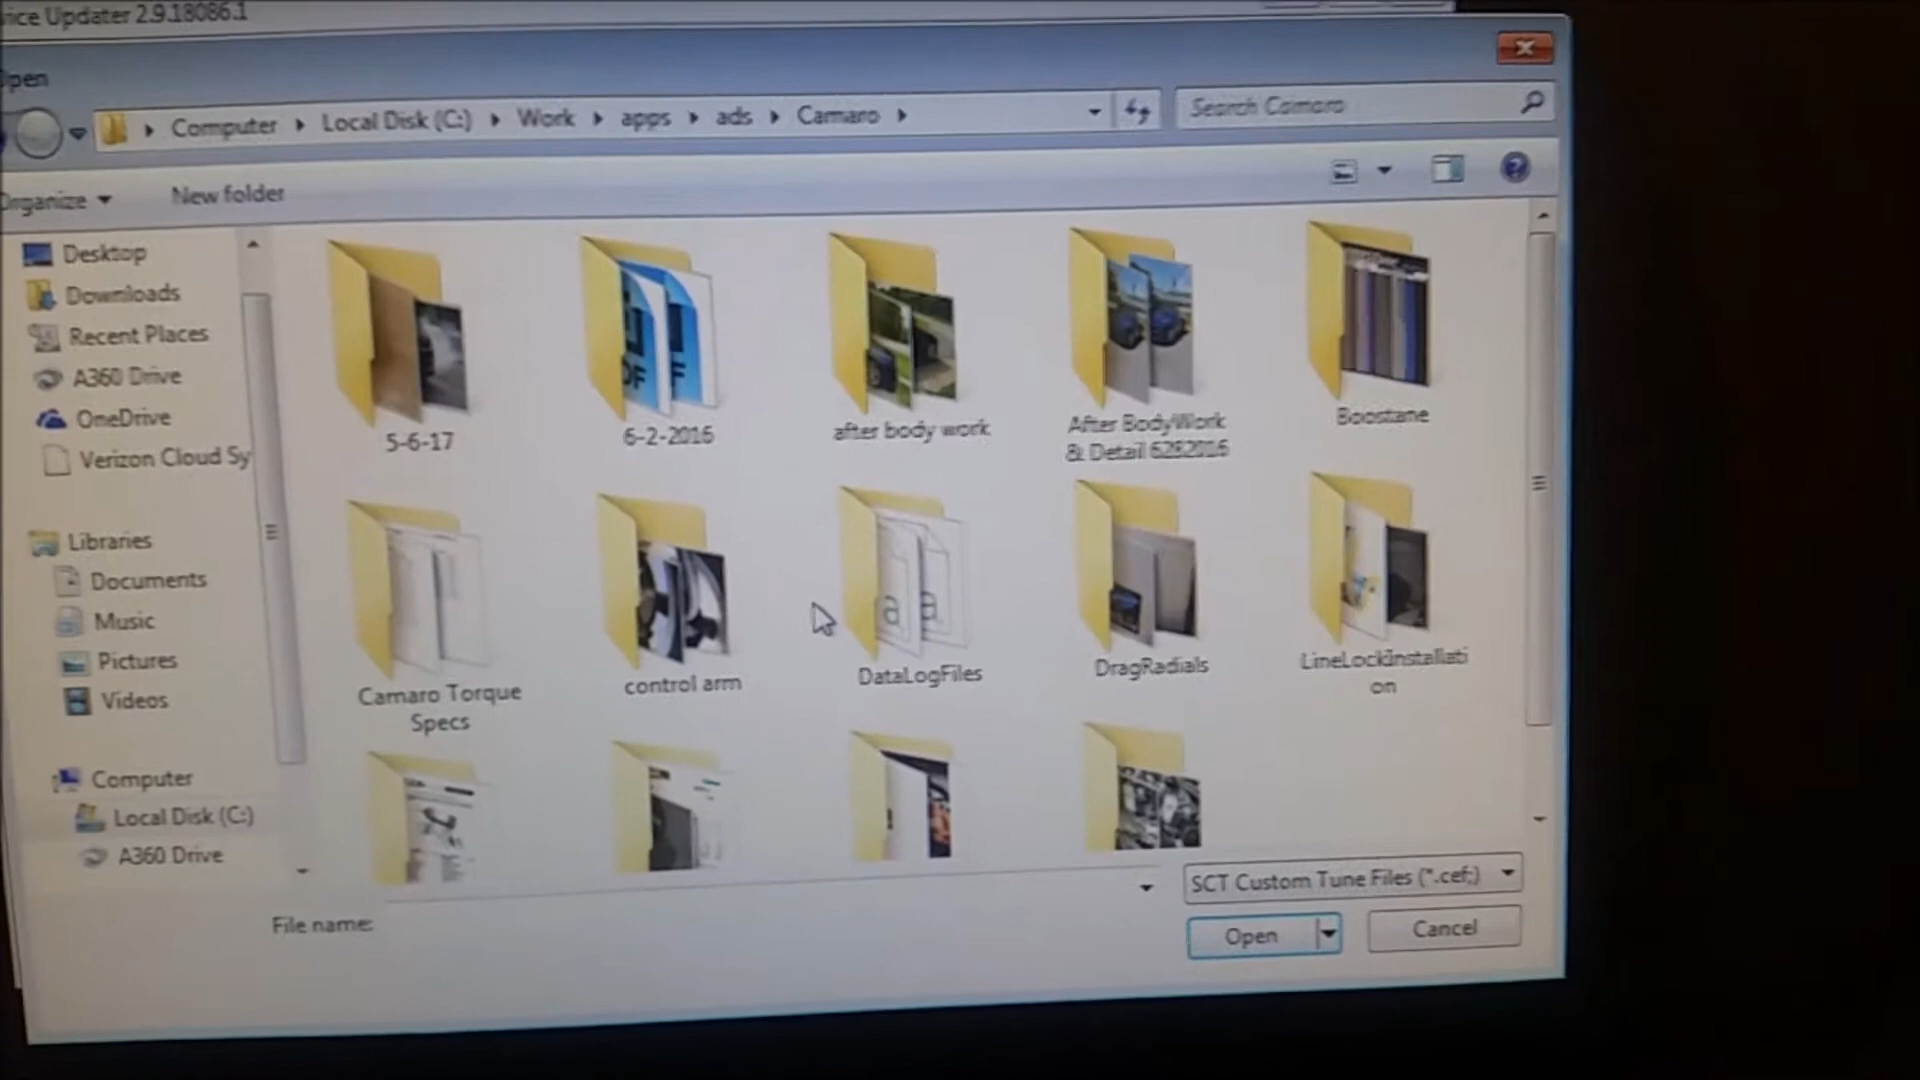 vice Updater 2.9.18086.1
Open
Computer Local Disk (C:) Work apps ads Camaro
Search Camaro
Organize
New folder
Desktop
Downloads
Recent Places
A360 Drive
OneDrive
Verizon Cloud Sy
Libraries
Documents
Music
Pictures
Videos
Computer
Local Disk (C:)
A360 Drive
5-6-17
6-2-2016
after body work
After BodyWork
& Detail 6282016
Boostane
Camaro Torque
Specs
control arm
DataLogFiles
DragRadials
LineLockInstallati
on
File name:
SCT Custom Tune Files (*.cef;)
Open
Cancel